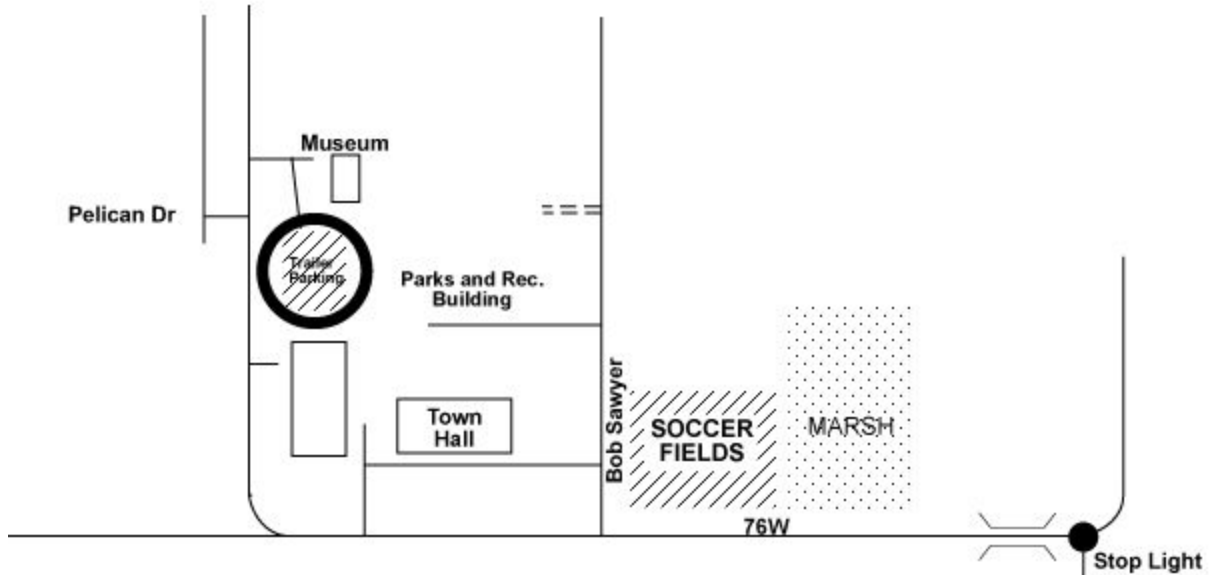 Museum
Pelican Dr
Trailer
Parking
Parks and Rec.
Building
Bob Sawyer
Town
Hall
SOCCER
FIELDS
MARSH
76W
Stop Light